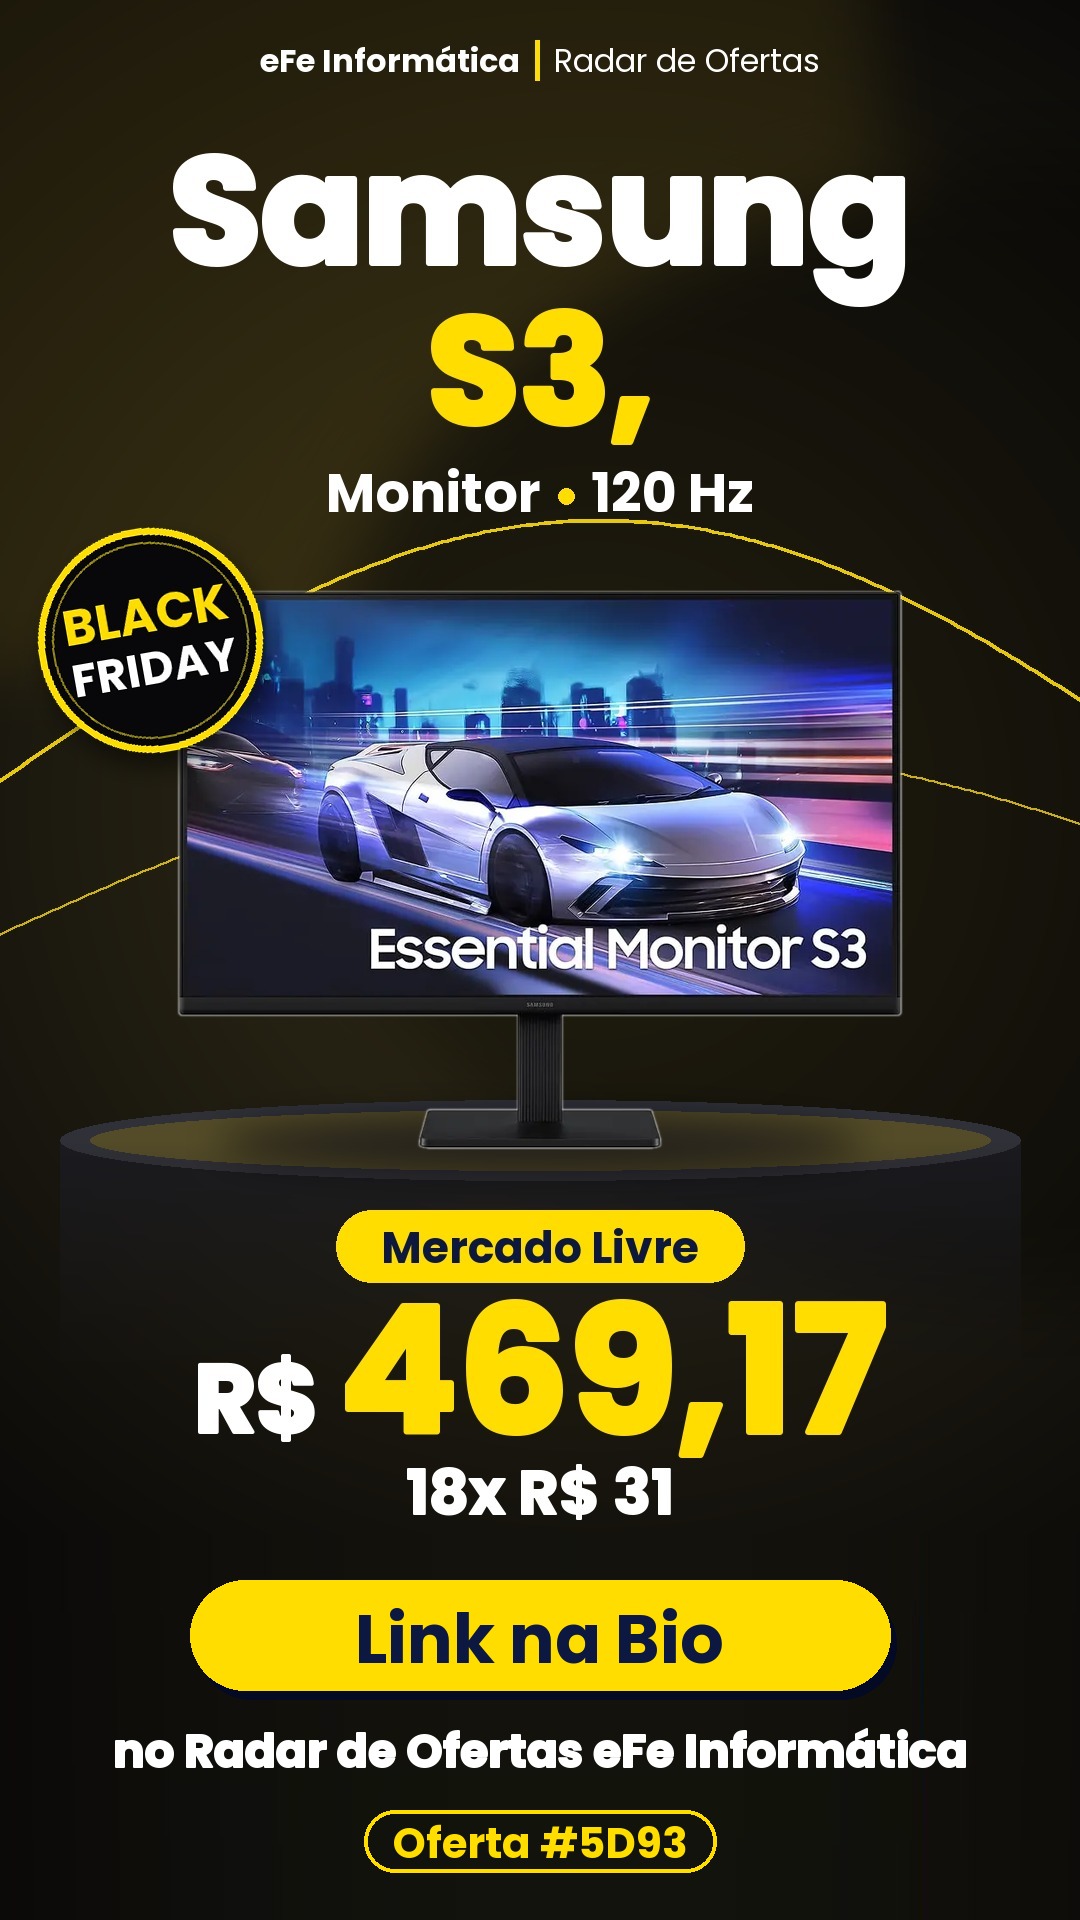 eFe Informática | Radar de Ofertas
Samsung
S3,
Monitor • 120 Hz
BLACK
FRIDAY
Essential Monitor S3
SAMSUNG
Mercado Livre
R$ 469,17
18x R$ 31
Link na Bio
no Radar de Ofertas eFe Informática
Oferta #5D93